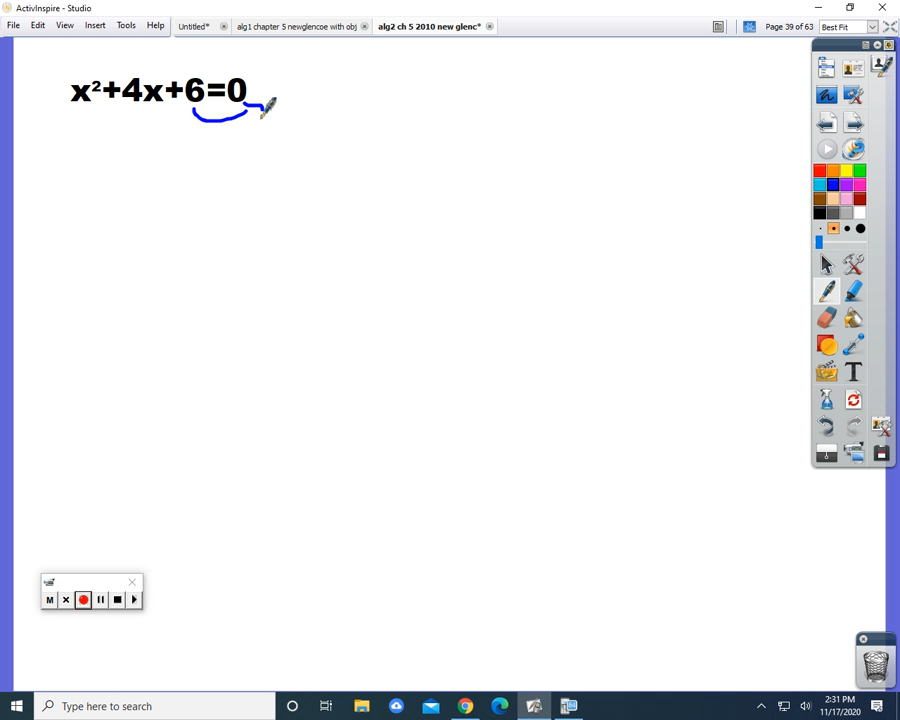 ActivInspire - Studio
File Edit View Insert Tools Help Untitled* alg1 chapter 5 newglencoe with obj alg2 ch 5 2010 new glenc* Page 39 of 63 Best Fit
x²+4x+6=0
M
Type here to search
2:31 PM
11/17/2020